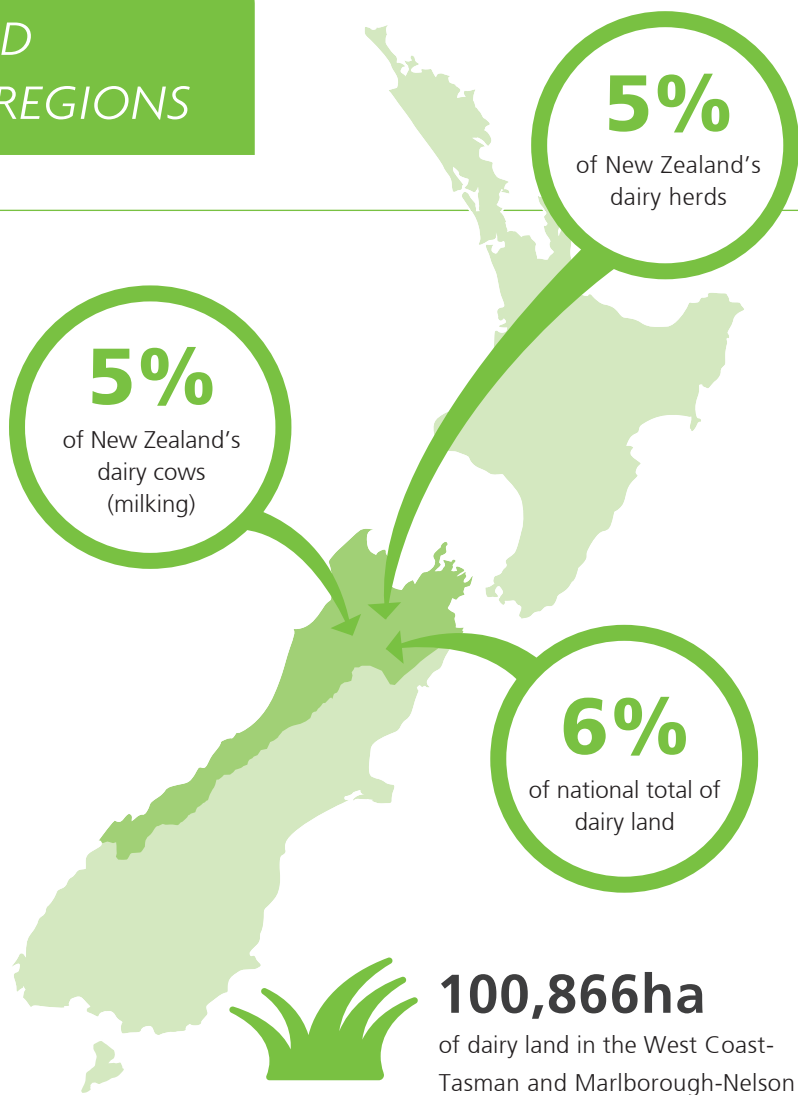 D
REGIONS
5%
of New Zealand’s
dairy herds
5%
of New Zealand’s
dairy cows
(milking)
6%
of national total of
dairy land
100,866ha
of dairy land in the West Coast-
Tasman and Marlborough-Nelson